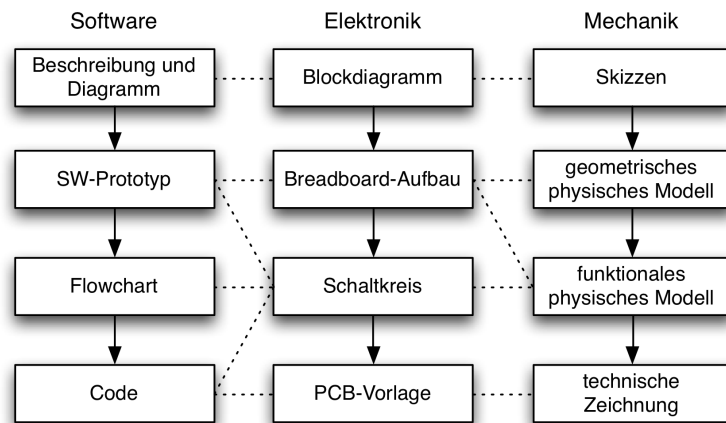 Software
Elektronik
Mechanik
Beschreibung und
Diagramm
Blockdiagramm
Skizzen
SW-Prototyp
Breadboard-Aufbau
geometrisches
physisches Modell
Flowchart
Schaltkreis
funktionales
physisches Modell
Code
PCB-Vorlage
technische
Zeichnung